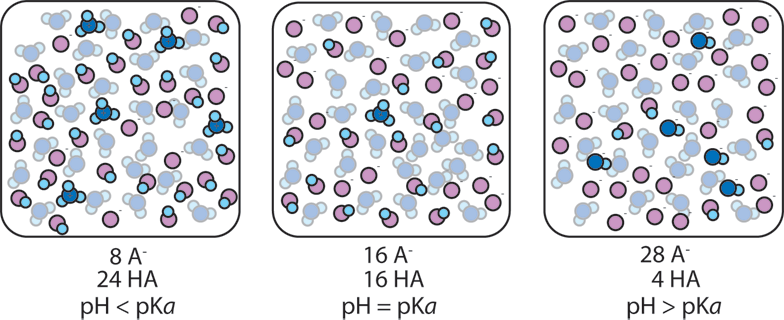 8 A-
24 HA
pH < pKa
16 A-
16 HA
pH = pKa
28 A-
4 HA
pH > pKa